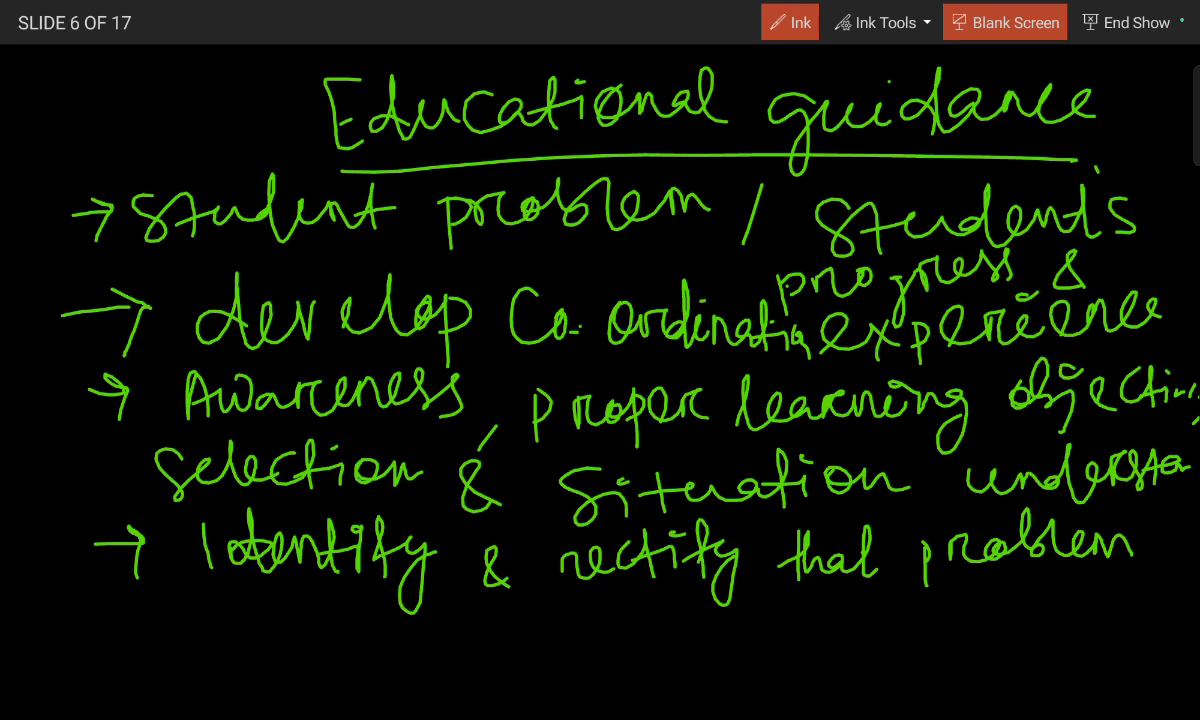 SLIDE 6 OF 17
Ink
Ink Tools
Blank Screen
End Show
Educational guidance
→ Student problem / Student's
progress &
→ develop Co-ordination experience
→ Awareness, proper learning objective
selection & situation understa
→ Identify & rectify that problem